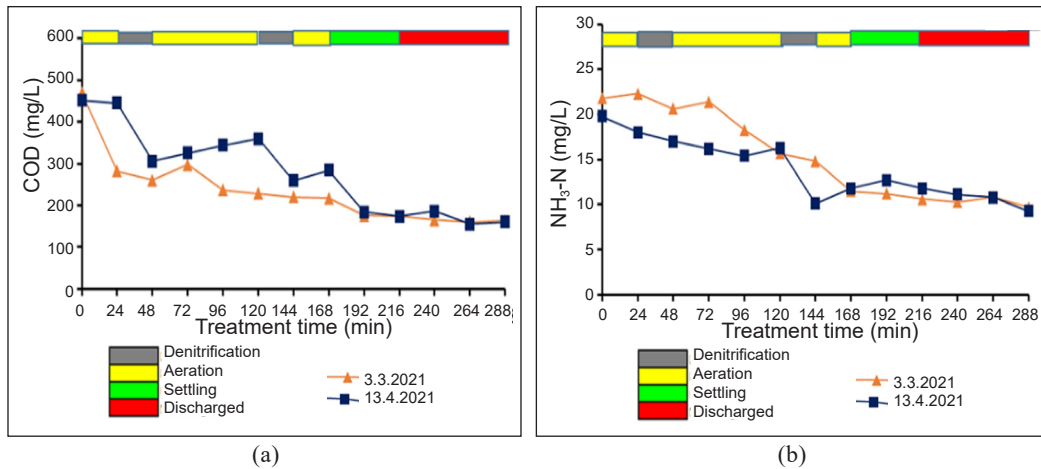 600
500
400
300
200
100
0
COD (mg/L)
0 24 48 72 96 120 144 168 192 216 240 264 288
Treatment time (min)
Denitrification
Aeration
Settling
Discharged
3.3.2021
13.4.2021
(a)
30
25
20
15
10
5
0
NH₃-N (mg/L)
0 24 48 72 96 120 144 168 192 216 240 264 288
Treatment time (min)
Denitrification
Aeration
Settling
Discharged
3.3.2021
13.4.2021
(b)